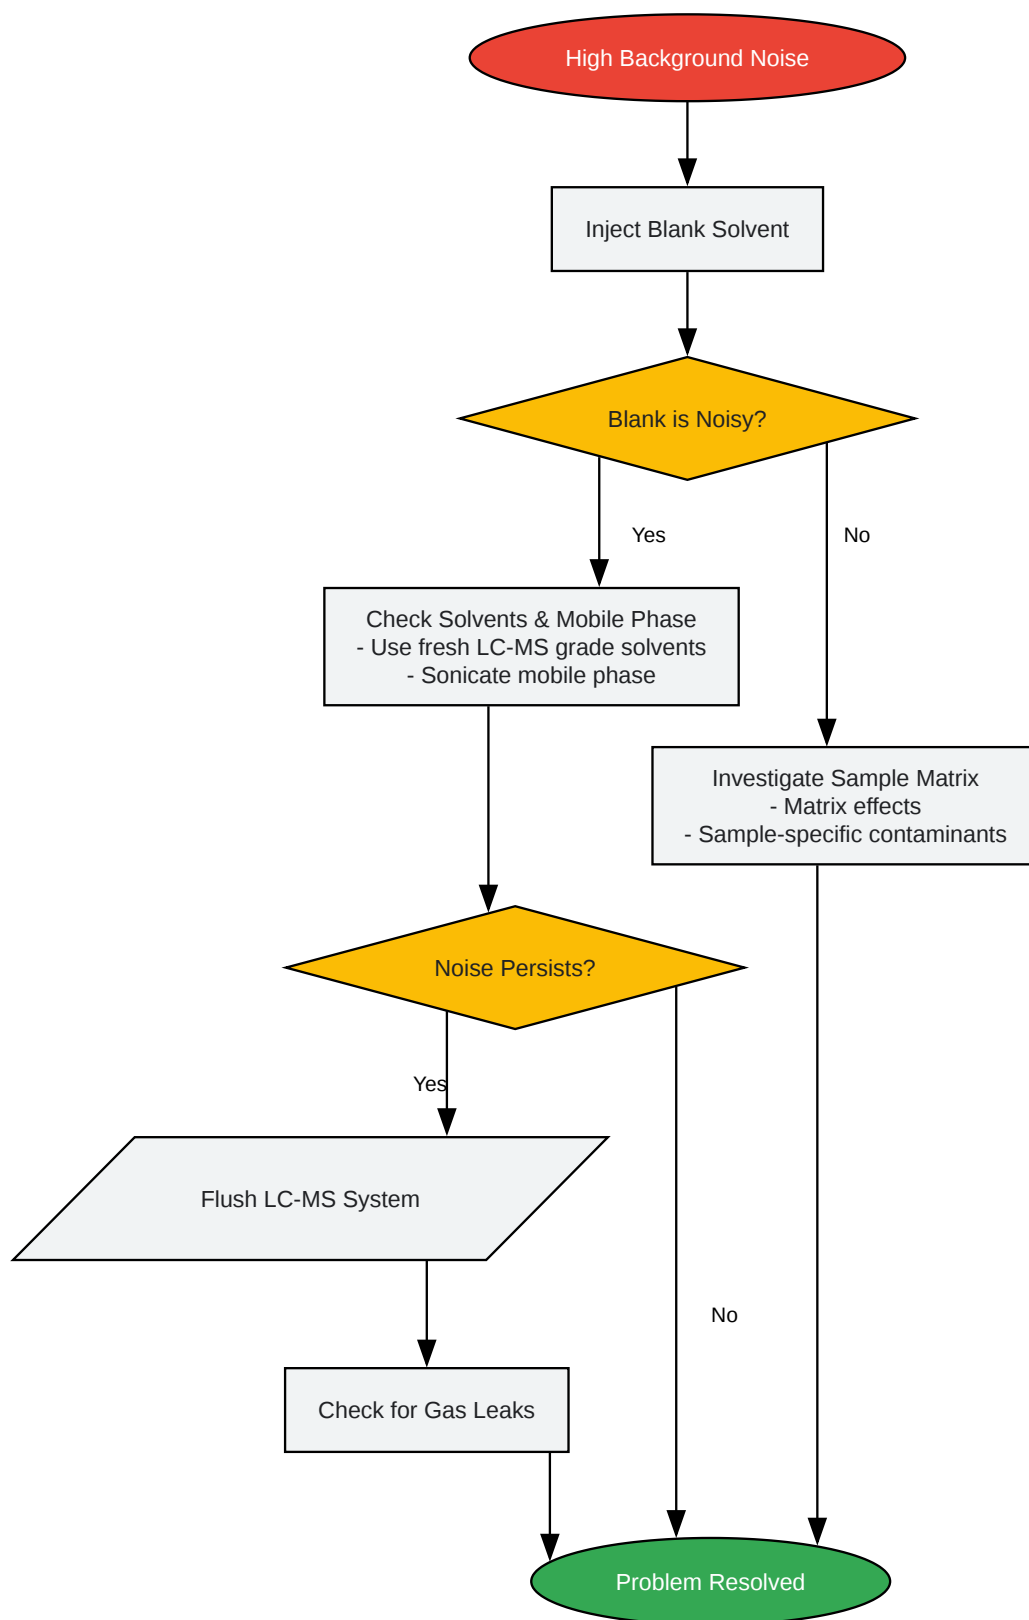 High Background Noise
Inject Blank Solvent
Blank is Noisy?
Yes
No
Check Solvents & Mobile Phase
- Use fresh LC-MS grade solvents
- Sonicate mobile phase
Investigate Sample Matrix
- Matrix effects
- Sample-specific contaminants
Noise Persists?
Yes
Flush LC-MS System
No
Check for Gas Leaks
Problem Resolved